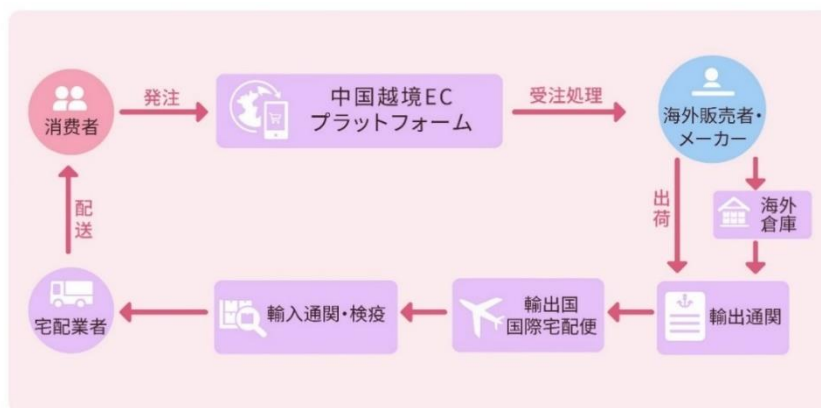 消费者
発注
中国越境EC
プラットフォーム
受注処理
海外販売者・
メーカー
出
荷
海外
倉庫
配
送
宅配業者
輸入通関・検疫
輸出国
国際宅配便
輸出通関